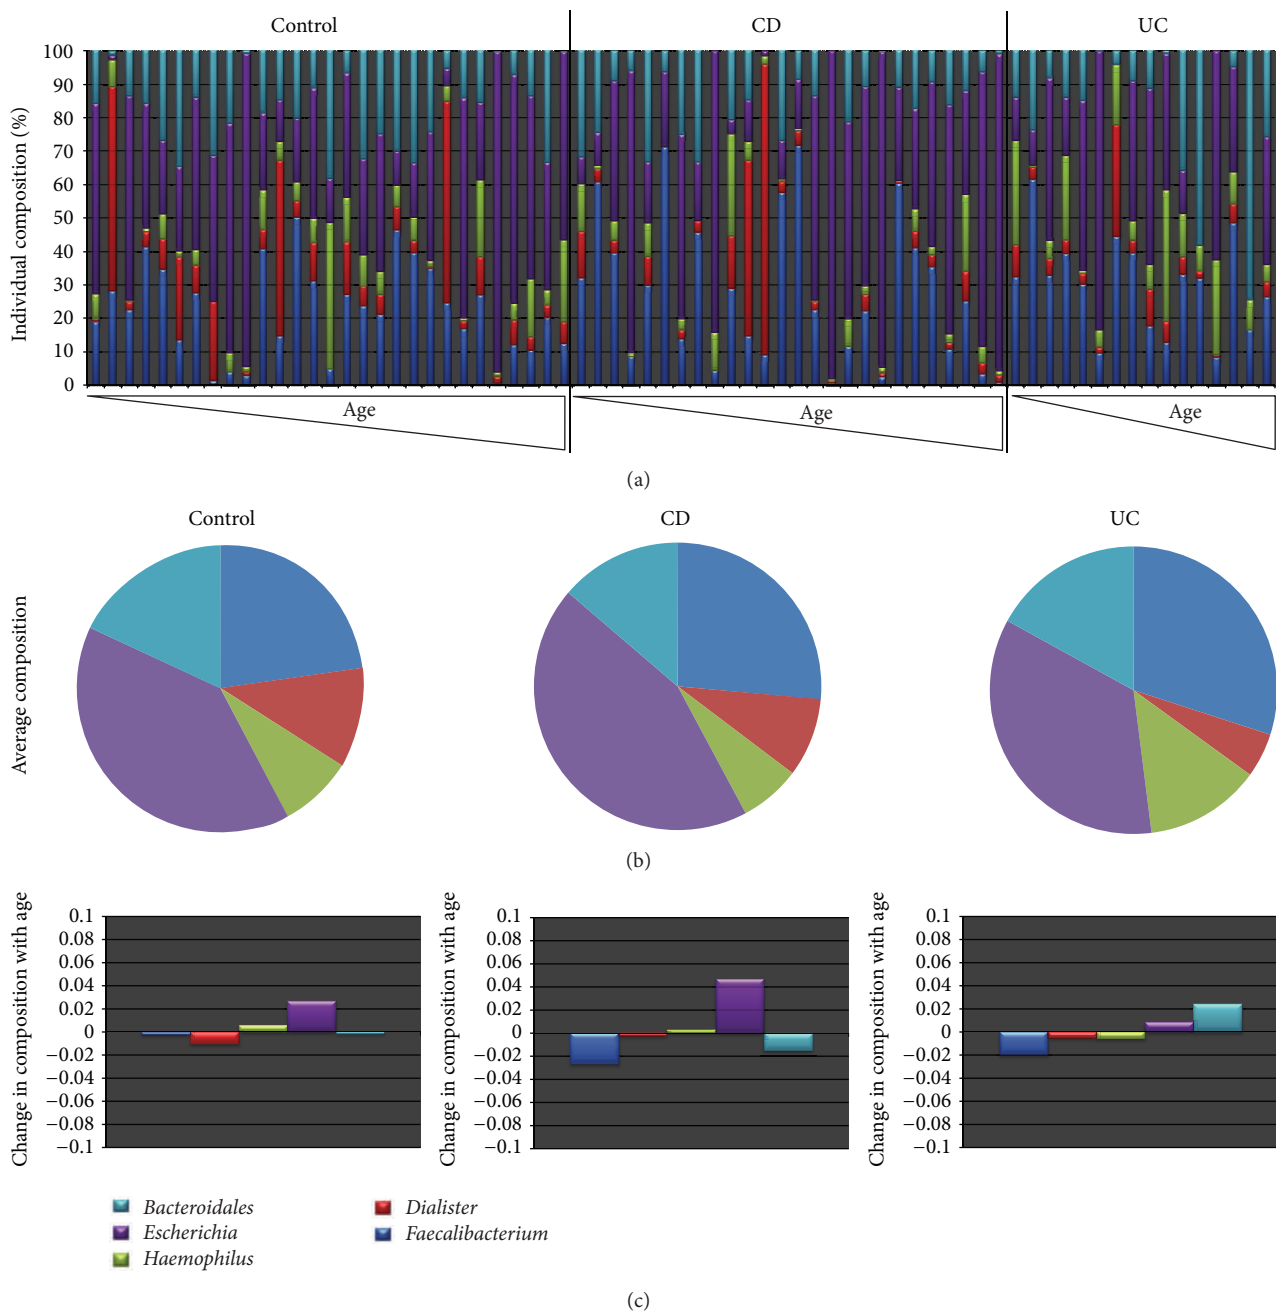 Control CD UC
Individual composition (%)
100
90
80
70
60
50
40
30
20
10
0
Age Age Age
(a)
Control CD UC
Average composition
(b)
Change in composition with age
0.1
0.08
0.06
0.04
0.02
0
−0.02
−0.04
−0.06
−0.08
−0.1
Change in composition with age
0.1
0.08
0.06
0.04
0.02
0
−0.02
−0.04
−0.06
−0.08
−0.1
Change in composition with age
0.1
0.08
0.06
0.04
0.02
0
−0.02
−0.04
−0.06
−0.08
−0.1
Bacteroidales
Escherichia
Haemophilus
Dialister
Faecalibacterium
(c)